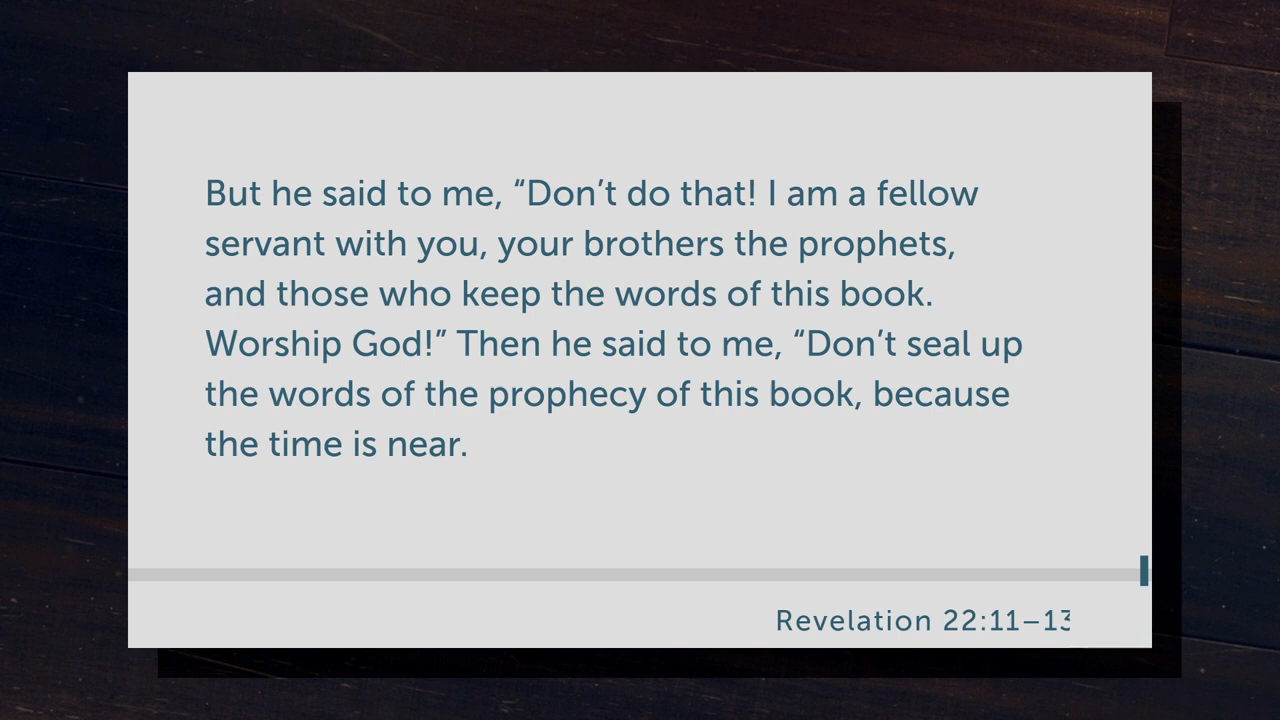 But he said to me, “Don’t do that! I am a fellow
servant with you, your brothers the prophets,
and those who keep the words of this book.
Worship God!” Then he said to me, “Don’t seal up
the words of the prophecy of this book, because
the time is near.
Revelation 22:11–13